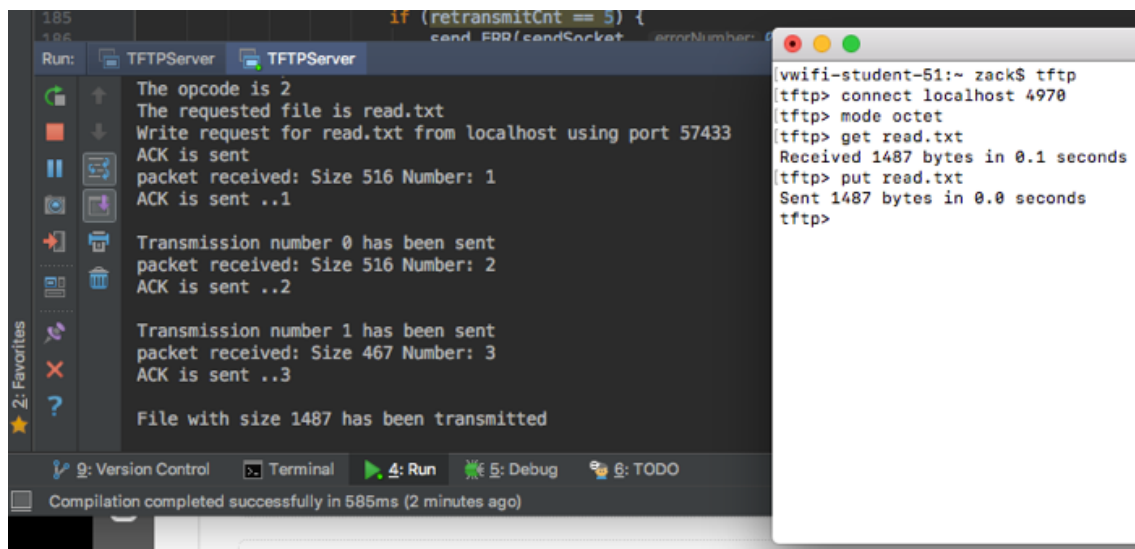 185 if (retransmitCnt == 5) {
186 send_ERR(sendSocket, errorNumber: 0
Run: TFTPServer TFTPServer
The opcode is 2
The requested file is read.txt
Write request for read.txt from localhost using port 57433
ACK is sent
packet received: Size 516 Number: 1
ACK is sent ..1
Transmission number 0 has been sent
packet received: Size 516 Number: 2
ACK is sent ..2
Transmission number 1 has been sent
packet received: Size 467 Number: 3
ACK is sent ..3
File with size 1487 has been transmitted
2: Favorites
9: Version Control Terminal 4: Run 5: Debug 6: TODO
Compilation completed successfully in 585ms (2 minutes ago)
[vwifi-student-51:~ zack$ tftp
[tftp> connect localhost 4970
[tftp> mode octet
[tftp> get read.txt
Received 1487 bytes in 0.1 seconds
[tftp> put read.txt
Sent 1487 bytes in 0.0 seconds
tftp>